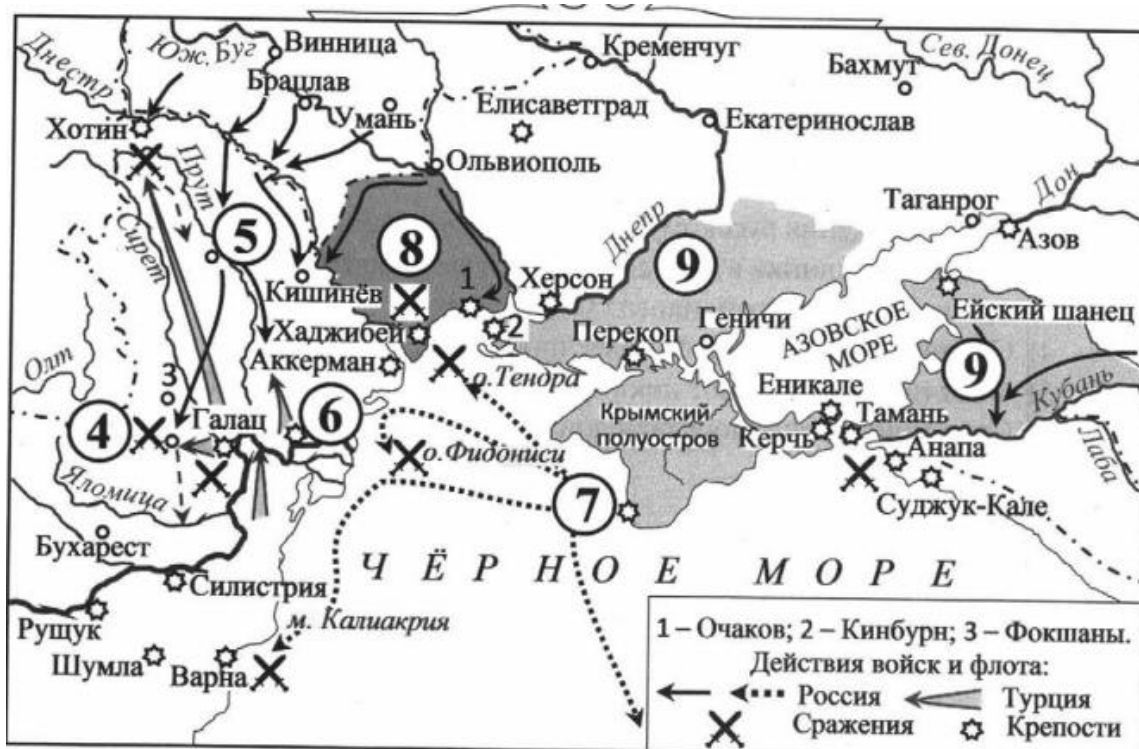 Днестр
Юж. Буг
Винница
Кременчуг
Сев. Донец
Брацлав
Бахмут
Хотин
Умань
Елисаветград
Екатеринослав
Ольвиополь
Прут
Сирет
Днепр
Таганрог
Дон
Азов
5
8
9
1
Херсон
Кишинёв
2
Перекоп
Геничи
АЗОВСКОЕ
МОРЕ
Ейский шанец
Хаджибей
Аккерман
о. Тендра
Олт
3
Еникале
9
Кубань
4
Галац
6
Крымский
полуостров
Керчь
Тамань
Анапа
Лаба
о. Фидониси
Яломица
7
Суджук-Кале
Бухарест
ЧЁРНОЕ МОРЕ
Силистрия
Рущук
м. Калиакрия
Шумла
Варна
1 – Очаков; 2 – Кинбурн; 3 – Фокшаны.
Действия войск и флота:
Россия
Турция
Сражения
Крепости